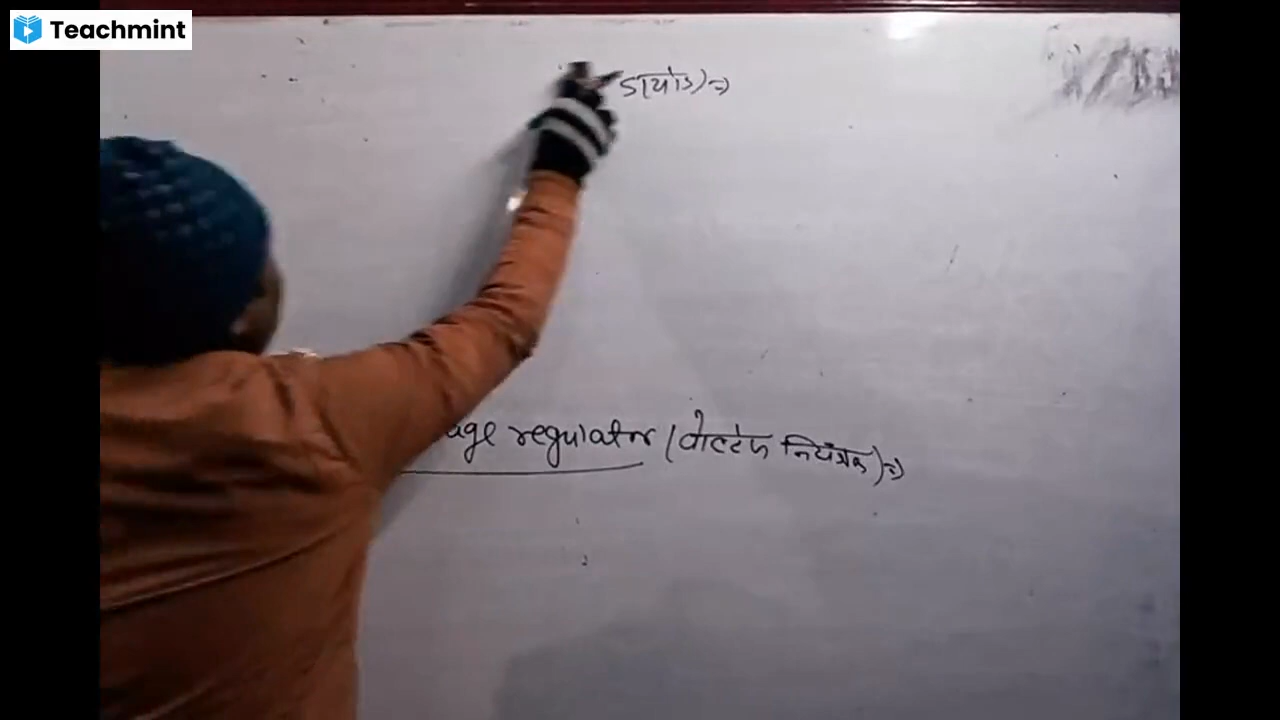 Teachmint
डायोड) =>
age regulator (वोल्टेज नियंत्रक) =>